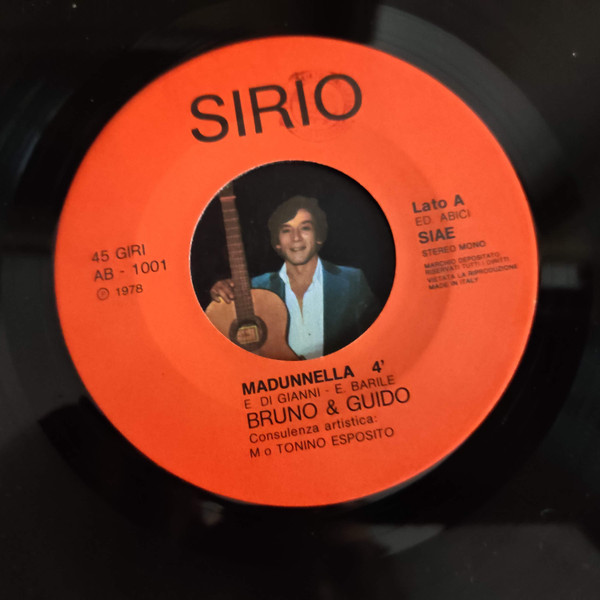 SIRIO
45 GIRI
AB - 1001
℗ 1978
Lato A
ED. ABICI
SIAE
STEREO MONO
MARCHIO DEPOSITATO
RISERVATI TUTTI I DIRITTI
VIETATA LA RIPRODUZIONE
MADE IN ITALY
MADUNNELLA 4'
E DI GIANNI - E. BARILE
BRUNO & GUIDO
Consulenza artistica:
M o TONINO ESPOSITO